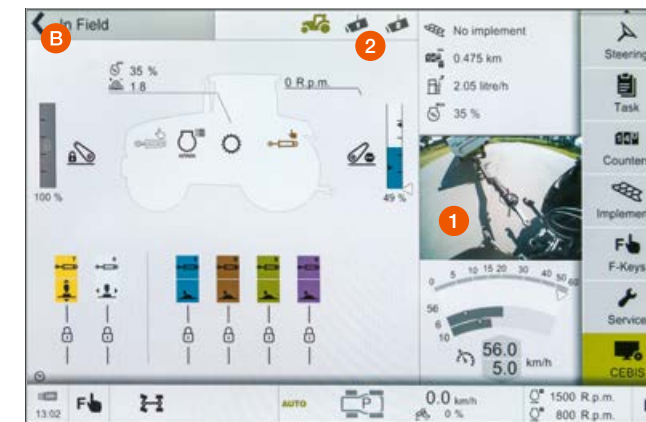 B
In Field
2
No implement
0.475 km
2.05 litre/h
35 %
35 %
1.8
0 R.p.m.
100 %
49 %
1
Steering
Task
Counters
Implement
F-Keys
Service
CEBIS
7
0 5 10 15 20 30 40 50 60
56
6
10
56.0
5.0 km/h
13:02
F
AUTO
P
0.0 km/h
0 %
1500 R.p.m.
800 R.p.m.